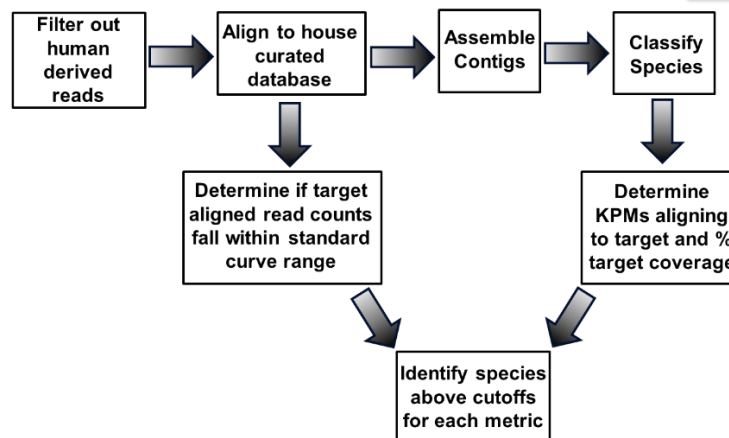 Filter out
human
derived
reads
Align to house
curated
database
Assemble
Contigs
Classify
Species
Determine if target
aligned read counts
fall within standard
curve range
Determine
KPMs aligning
to target and %
target coverage
Identify species
above cutoffs
for each metric